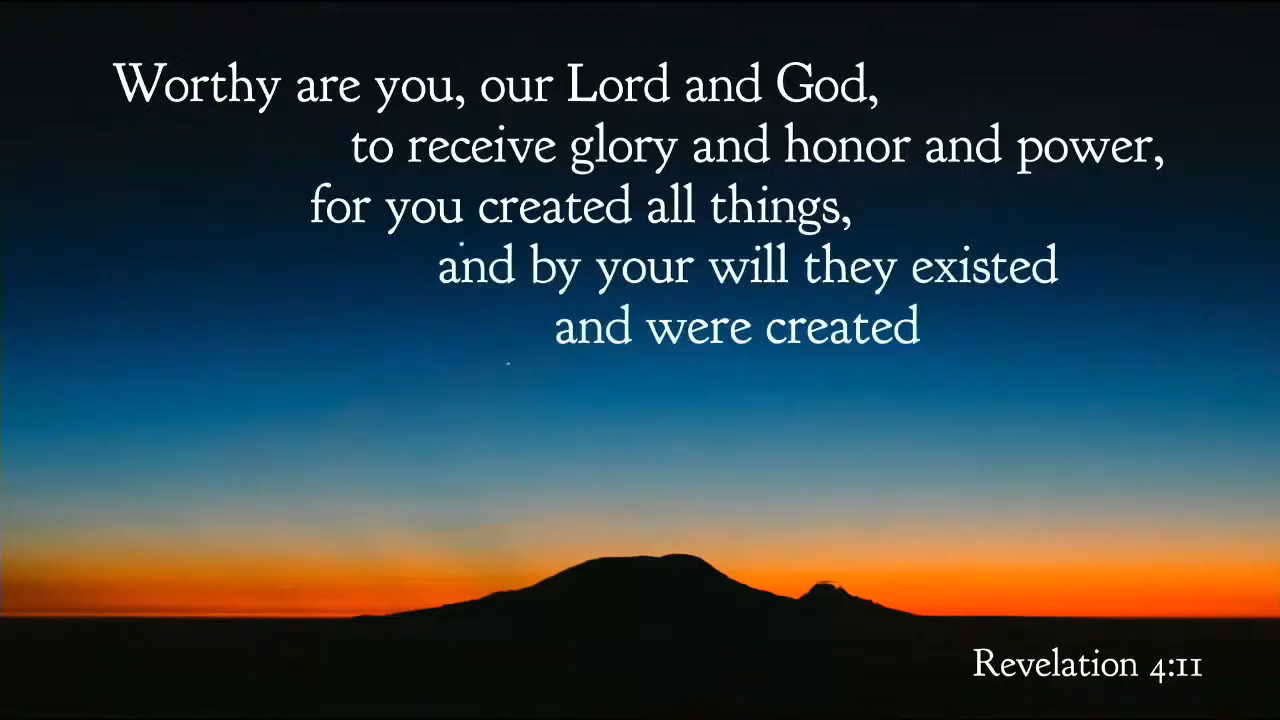 Worthy are you, our Lord and God,
to receive glory and honor and power,
for you created all things,
and by your will they existed
and were created
Revelation 4:11